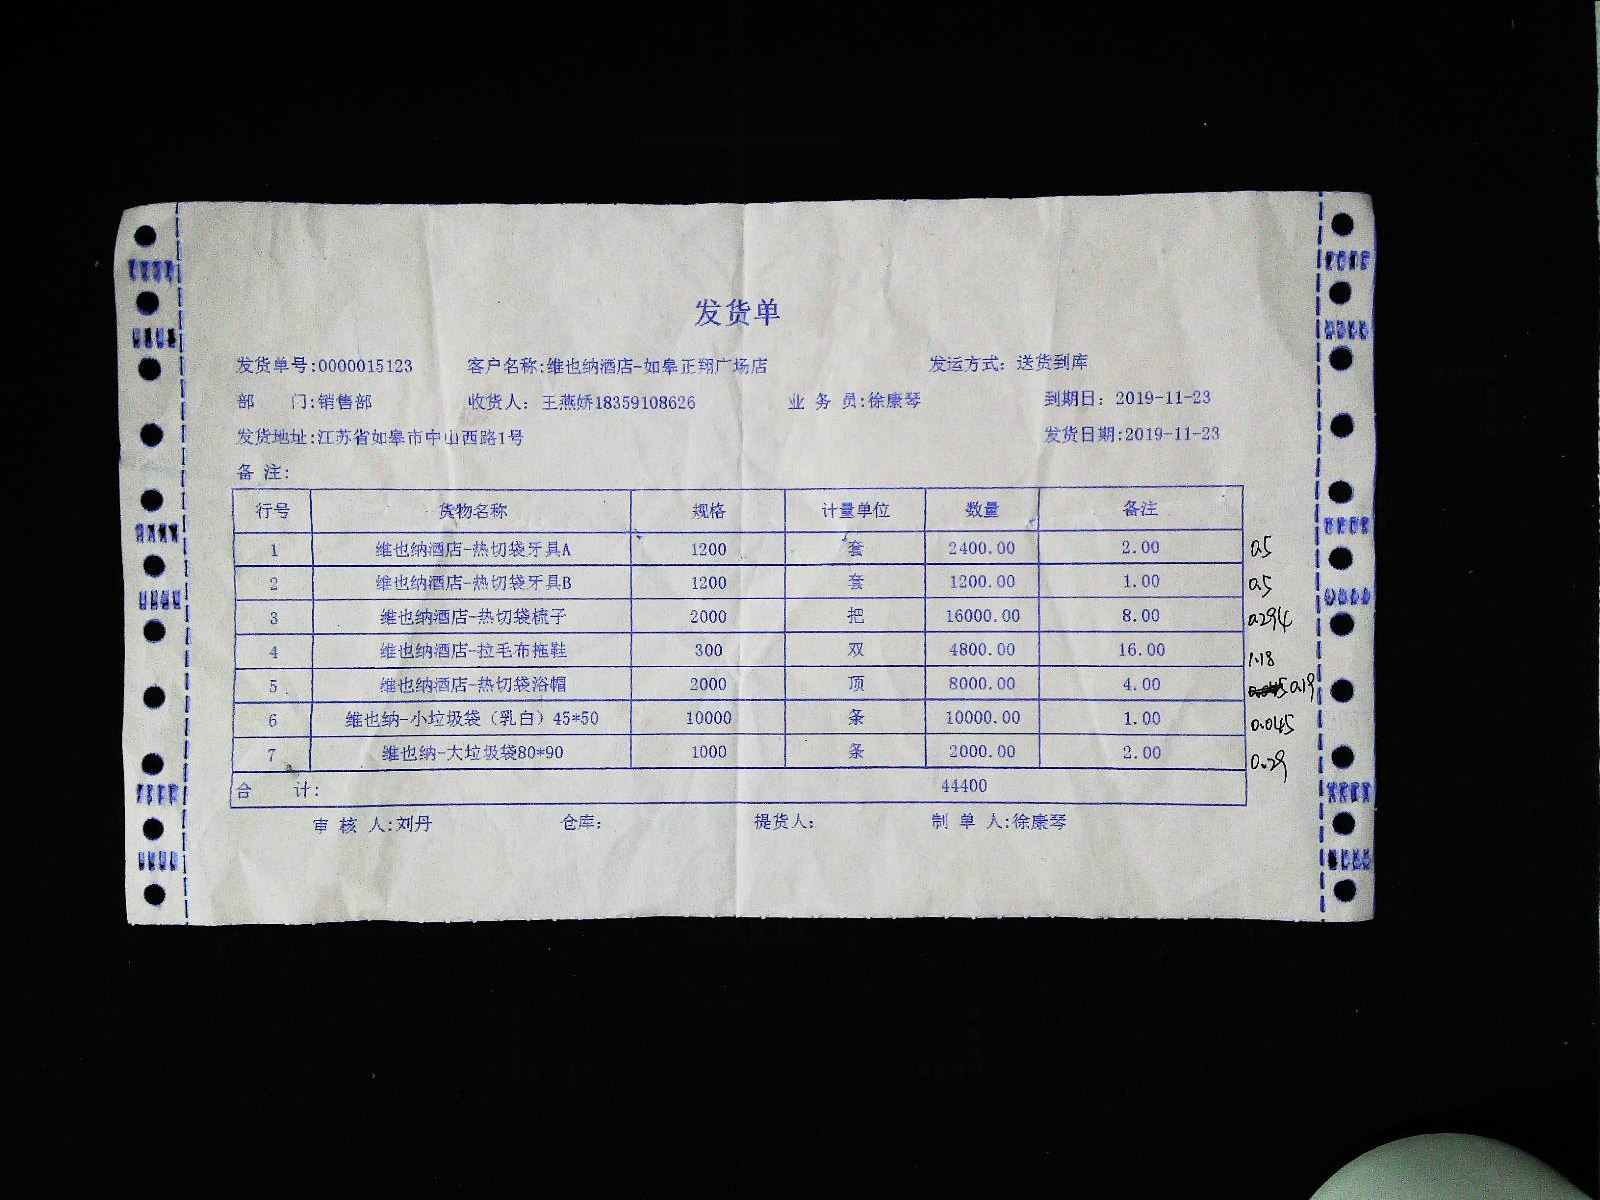 发货单
发货单号:0000015123 客户名称:维也纳酒店-如皋正翔广场店 发运方式: 送货到库
部 门:销售部 收货人: 王燕娇18359108626 业 务 员:徐康琴 到期日: 2019-11-23
发货地址:江苏省如皋市中山西路1号 发货日期:2019-11-23
备 注:
行号 货物名称 规格 计量单位 数量 备注
1 维也纳酒店-热切袋牙具A 1200 套 2400.00 2.00 0.5
2 维也纳酒店-热切袋牙具B 1200 套 1200.00 1.00 0.5
3 维也纳酒店-热切袋梳子 2000 把 16000.00 8.00 0.294
4 维也纳酒店-拉毛布拖鞋 300 双 4800.00 16.00 1.18
5 维也纳酒店-热切袋浴帽 2000 顶 8000.00 4.00 0.19
6 维也纳-小垃圾袋（乳白）45*50 10000 条 10000.00 1.00 0.045
7 维也纳-大垃圾袋80*90 1000 条 2000.00 2.00 0.29
合 计: 44400
审 核 人:刘丹 仓库: 提货人: 制 单 人:徐康琴